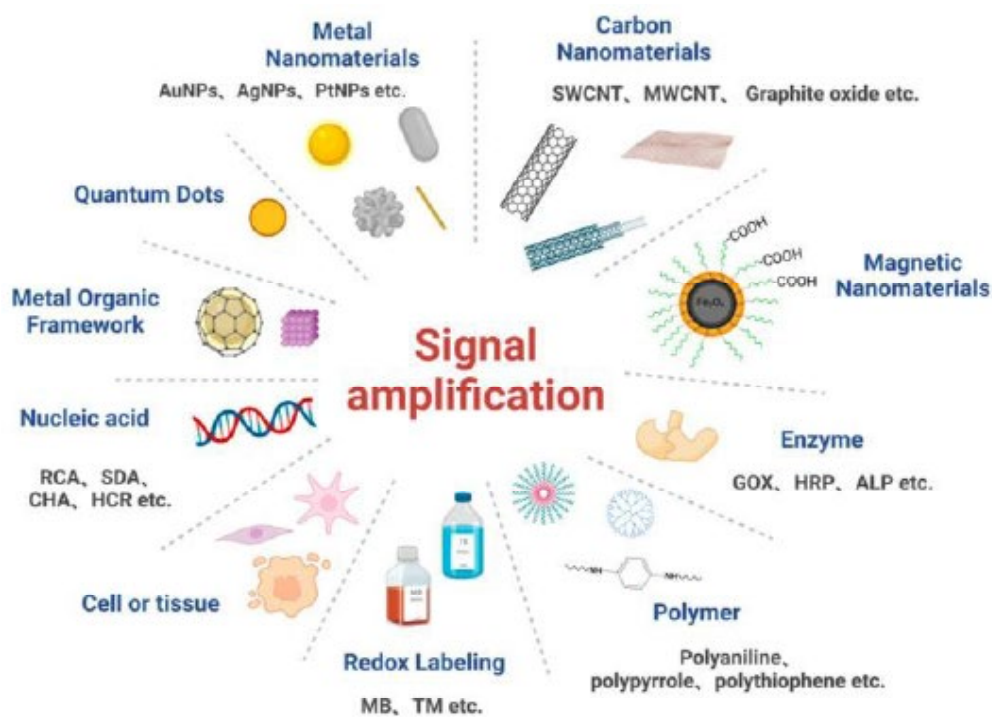 Metal
Nanomaterials
AuNPs、AgNPs、PtNPs etc.
Carbon
Nanomaterials
SWCNT、MWCNT、 Graphite oxide etc.
Quantum Dots
~COOH
~COOH
~COOH
Magnetic
Nanomaterials
Fe₃O₄
Metal Organic
Framework
Signal
amplification
Nucleic acid
RCA、SDA、
CHA、HCR etc.
Enzyme
GOX、HRP、ALP etc.
Cell or tissue
NH
NH
Polymer
Polyaniline、
polypyrrole、polythiophene etc.
Redox Labeling
MB、TM etc.